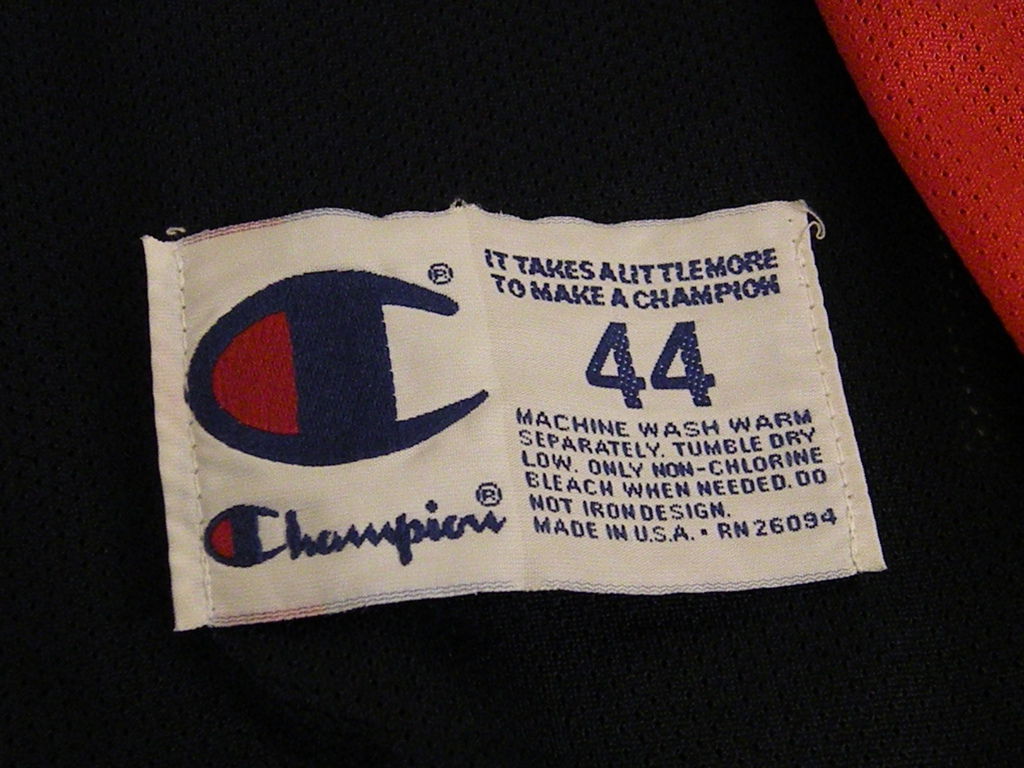 ®
Champion®
IT TAKES A LITTLE MORE
TO MAKE A CHAMPION
44
MACHINE WASH WARM
SEPARATELY. TUMBLE DRY
LOW. ONLY NON-CHLORINE
BLEACH WHEN NEEDED. DO
NOT IRON DESIGN.
MADE IN U.S.A. • RN 26094